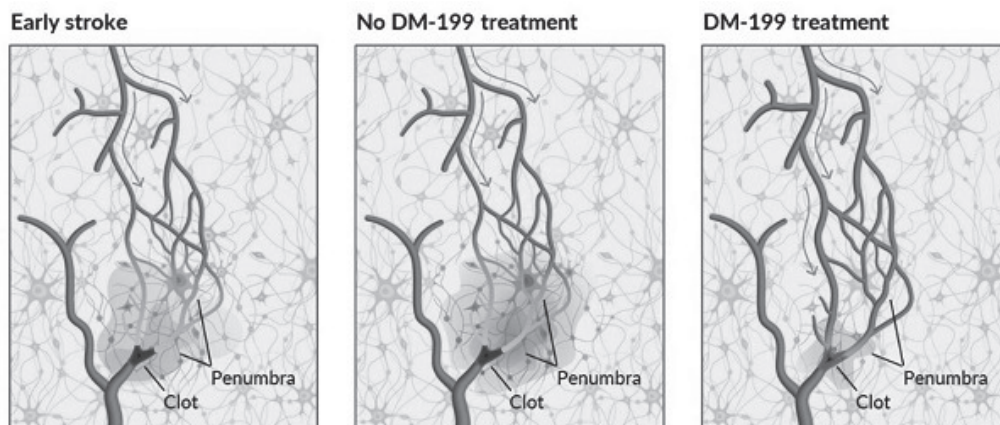 Early stroke
No DM-199 treatment
DM-199 treatment
Penumbra
Clot
Penumbra
Clot
Penumbra
Clot